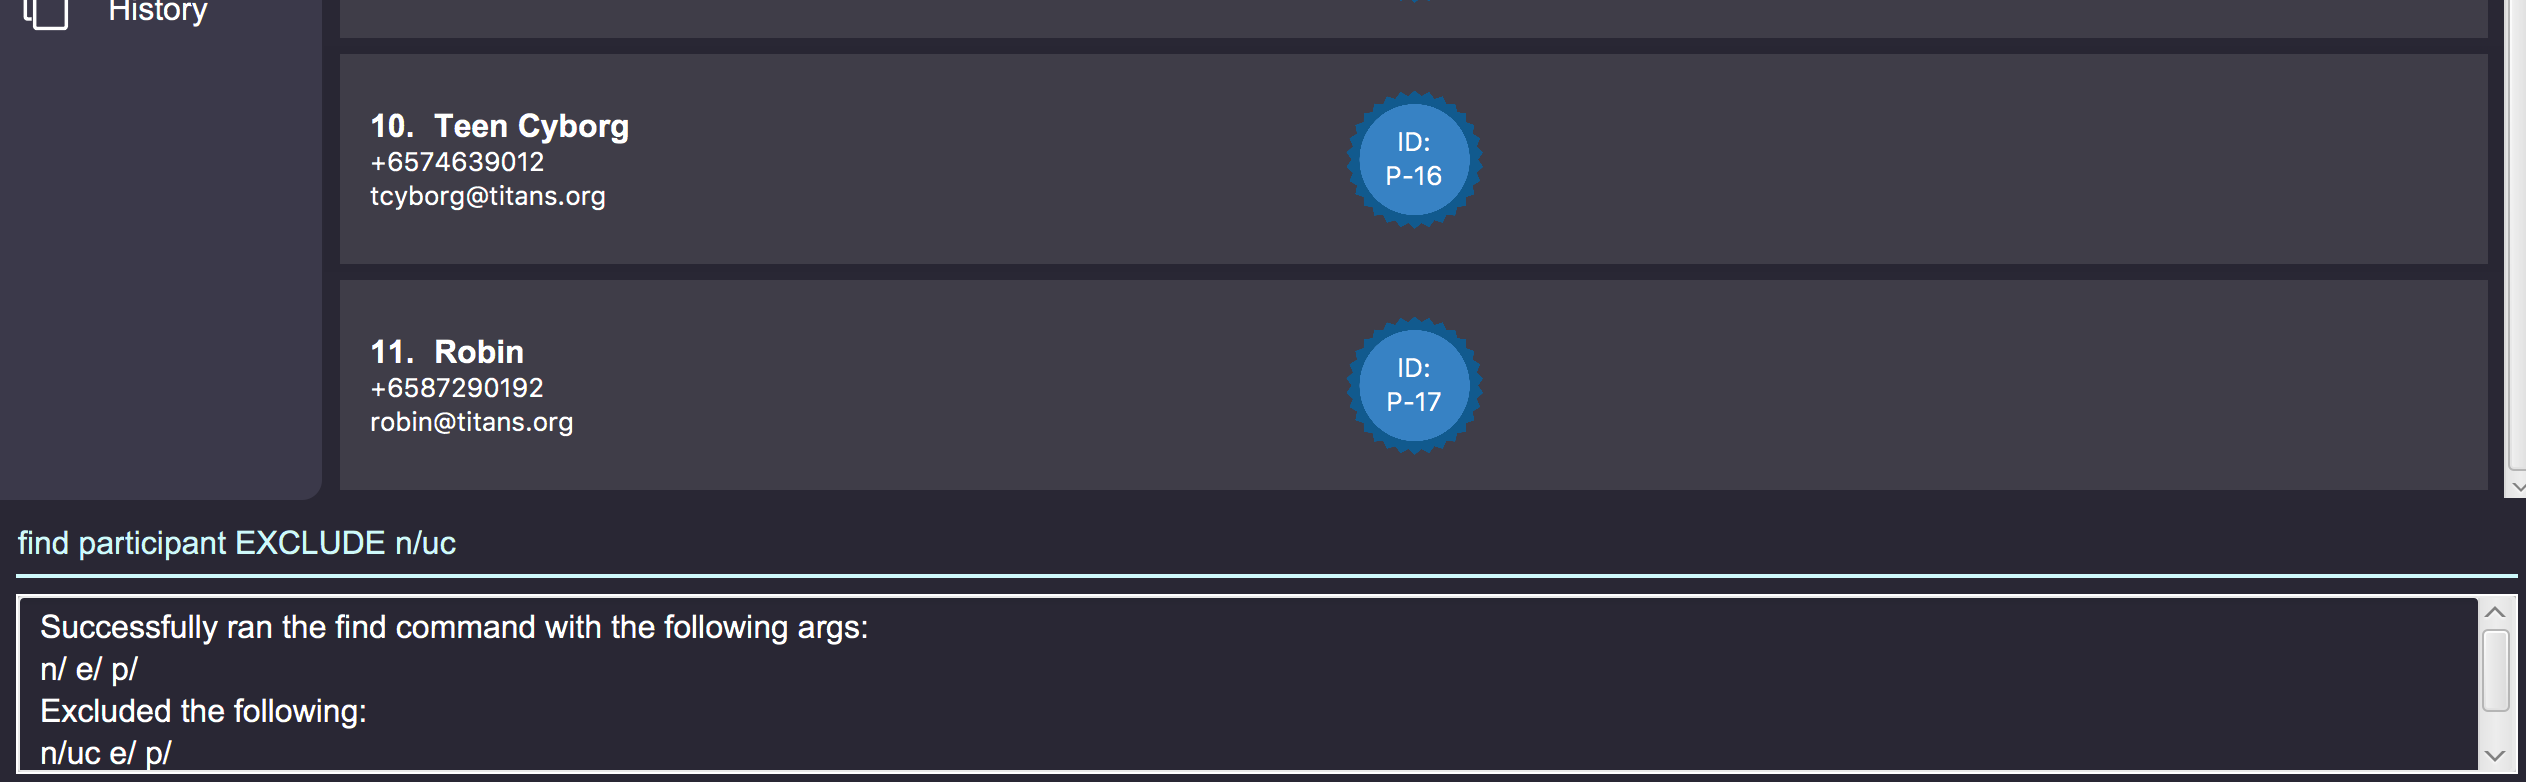 History
10. Teen Cyborg
+6574639012
tcyborg@titans.org
ID:
P-16
11. Robin
+6587290192
robin@titans.org
ID:
P-17
find participant EXCLUDE n/uc
Successfully ran the find command with the following args:
n/ e/ p/
Excluded the following:
n/uc e/ p/